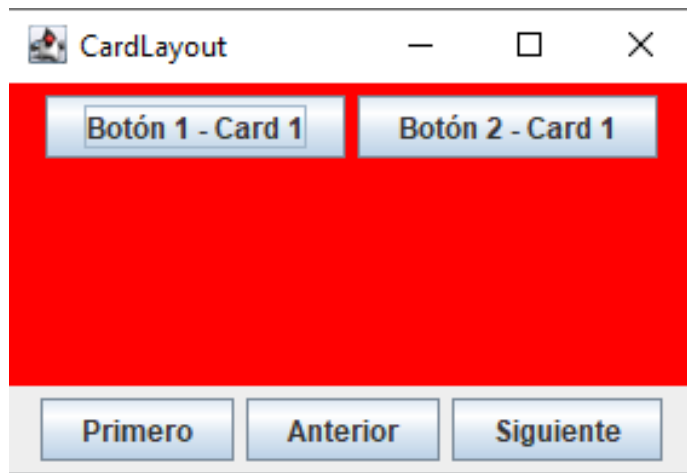 CardLayout
Botón 1 - Card 1 Botón 2 - Card 1
Primero Anterior Siguiente